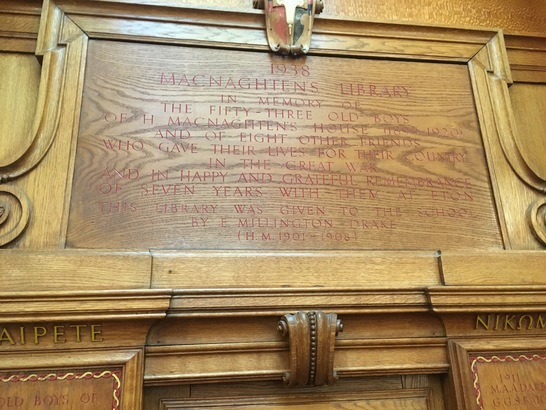 1938
MACNAGHTENS LIBRARY
IN MEMORY OF
THE FIFTY-THREE OLD BOYS
OF H. MACNAGHTEN'S HOUSE 1920)
AND OF EIGHT OTHER FRIENDS
WHO GAVE THEIR LIVES FOR THEIR COUNTRY
IN THE GREAT WAR
AND IN HAPPY AND GRATEFUL REMEMBRANCE
OF SEVEN YEARS WITH THEM AT ETON
THIS LIBRARY WAS GIVEN TO THE SCHOOL
BY E. MILLINGTON-DRAKE
(H.M. 1901-1908)
ΑΙΡΕΤΕ
ΝΙΚΩΜ
OLD BOYS OF